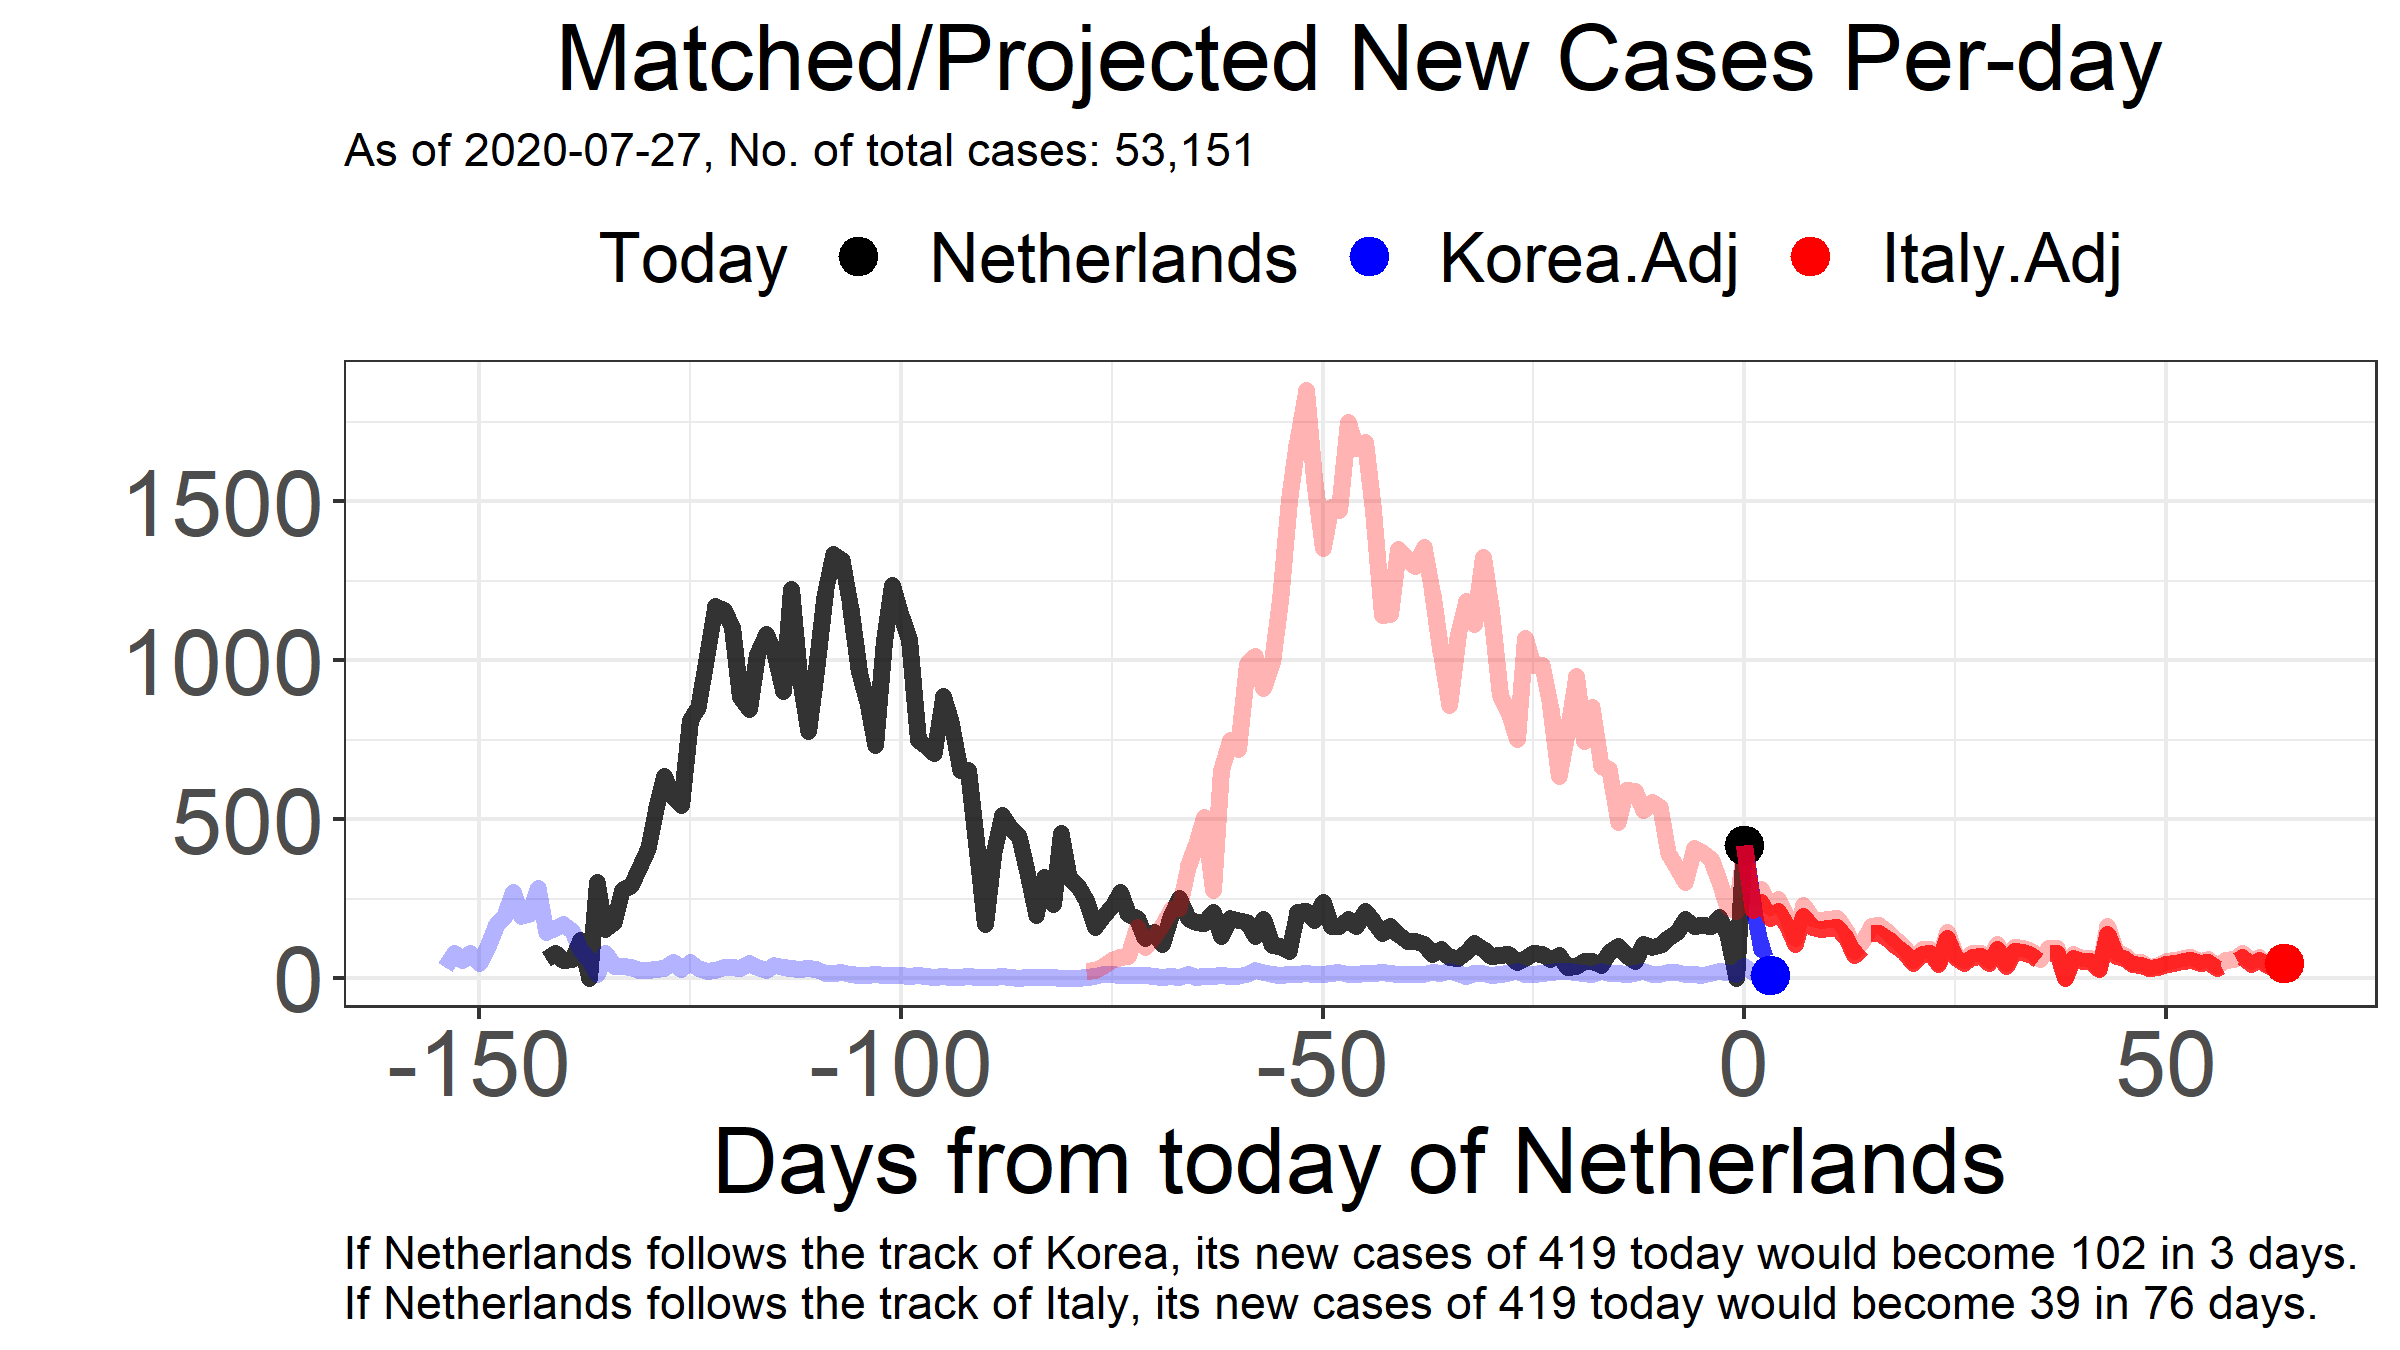 Matched/Projected New Cases Per-day
As of 2020-07-27, No. of total cases: 53,151
Today Netherlands Korea.Adj Italy.Adj
1500
1000
500
0
-150 -100 -50 0 50
Days from today of Netherlands
If Netherlands follows the track of Korea, its new cases of 419 today would become 102 in 3 days.
If Netherlands follows the track of Italy, its new cases of 419 today would become 39 in 76 days.